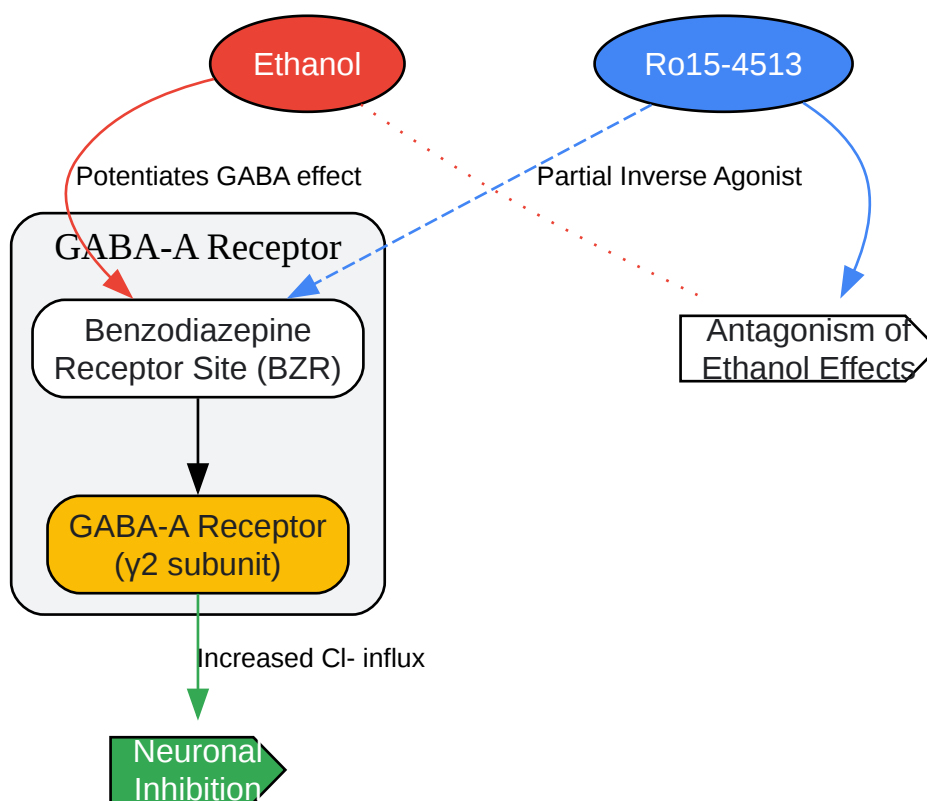 Ethanol
Ro15-4513
Potentiates GABA effect
Partial Inverse Agonist
GABA-A Receptor
Benzodiazepine
Receptor Site (BZR)
Antagonism of
Ethanol Effects
GABA-A Receptor
(γ2 subunit)
Increased Cl- influx
Neuronal
Inhibition